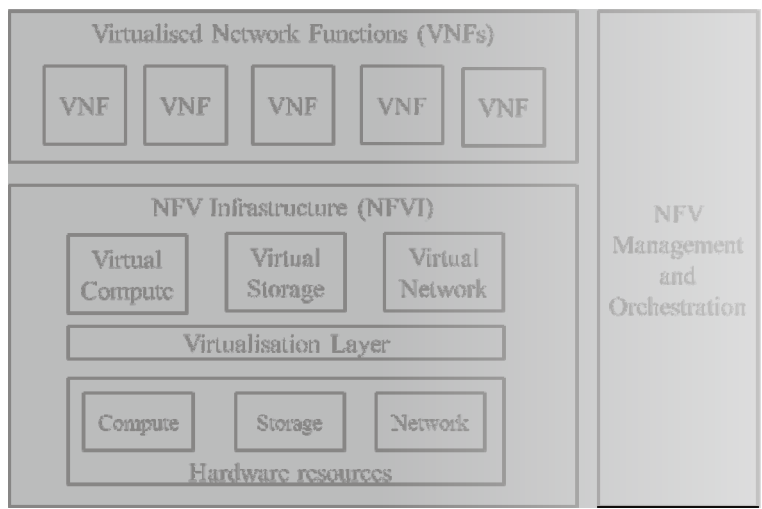 Virtualised Network Functions (VNFs)
VNF VNF VNF VNF VNF
NFV Infrastructure (NFVI)
Virtual
Compute
Virtual
Storage
Virtual
Network
Virtualisation Layer
Compute Storage Network
Hardware resources
NFV
Management
and
Orchestration